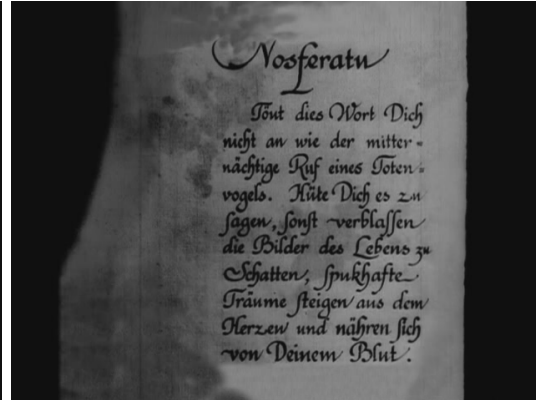 Nosferatu
Tönt dies Wort Dich
nicht an wie der mitter-
nächtige Ruf eines Toten-
vogels. Hüte Dich es zu
sagen, sonst verblassen
die Bilder des Lebens zu
Schatten, spukhafte
Träume steigen aus dem
Herzen und nähren sich
von Deinem Blut.